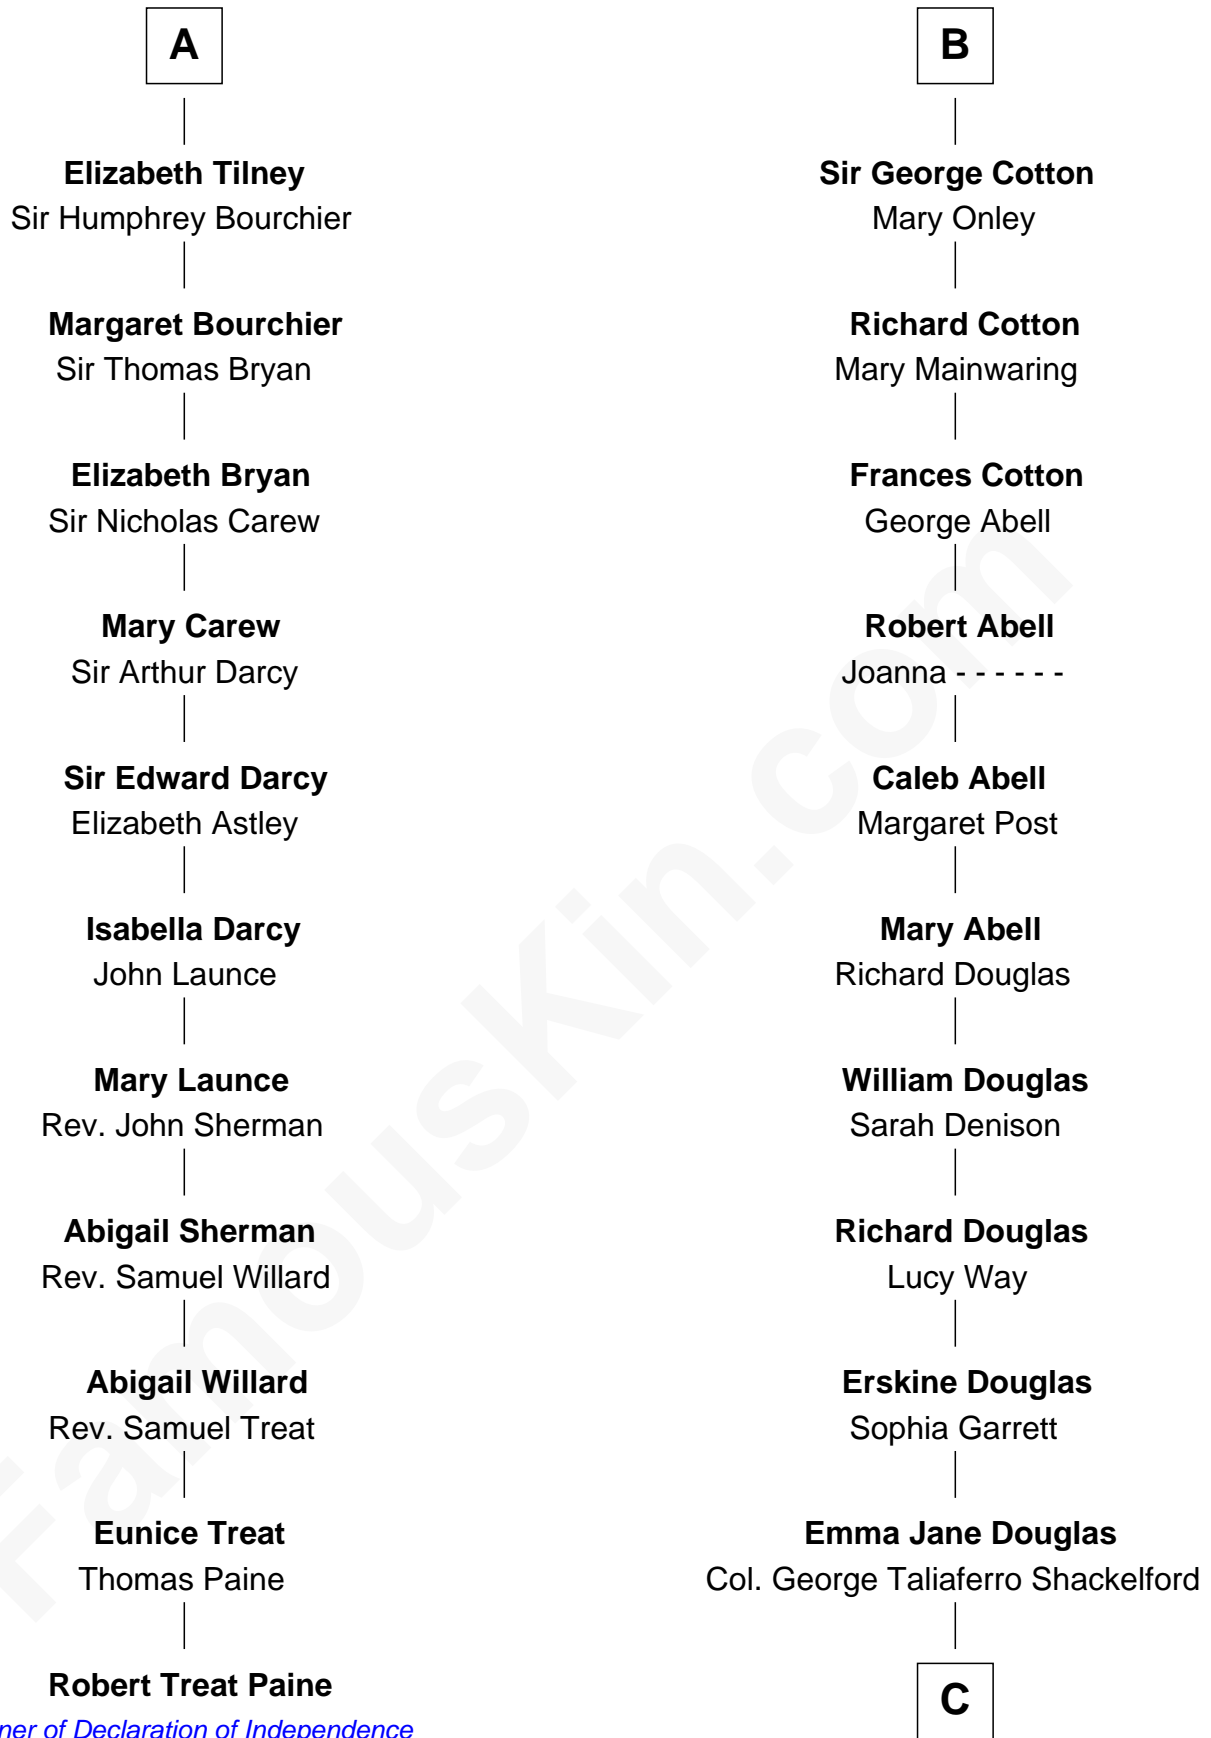 A
Elizabeth Tilney
Sir Humphrey Bourchier
Margaret Bourchier
Sir Thomas Bryan
Elizabeth Bryan
Sir Nicholas Carew
Mary Carew
Sir Arthur Darcy
Sir Edward Darcy
Elizabeth Astley
Isabella Darcy
John Launce
Mary Launce
Rev. John Sherman
Abigail Sherman
Rev. Samuel Willard
Abigail Willard
Rev. Samuel Treat
Eunice Treat
Thomas Paine
Robert Treat Paine
ner of Declaration of Independence
B
Sir George Cotton
Mary Onley
Richard Cotton
Mary Mainwaring
Frances Cotton
George Abell
Robert Abell
Joanna - - - - - -
Caleb Abell
Margaret Post
Mary Abell
Richard Douglas
William Douglas
Sarah Denison
Richard Douglas
Lucy Way
Erskine Douglas
Sophia Garrett
Emma Jane Douglas
Col. George Taliaferro Shackelford
C
FamousKin.com